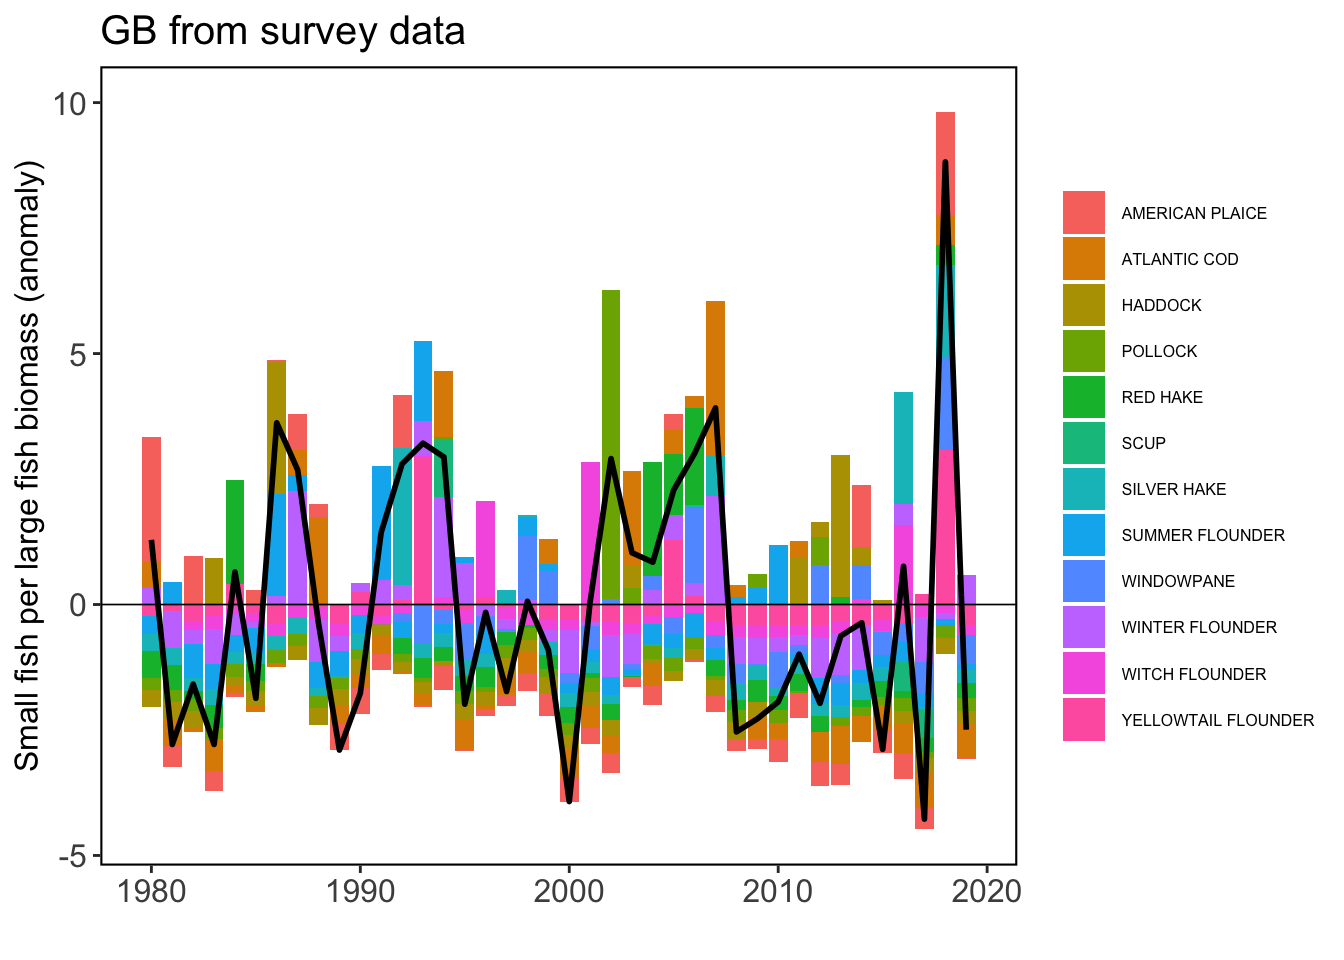 GB from survey data
Small fish per large fish biomass (anomaly)
10
5
0
-5
1980
1990
2000
2010
2020
AMERICAN PLAICE
ATLANTIC COD
HADDOCK
POLLOCK
RED HAKE
SCUP
SILVER HAKE
SUMMER FLOUNDER
WINDOWPANE
WINTER FLOUNDER
WITCH FLOUNDER
YELLOWTAIL FLOUNDER